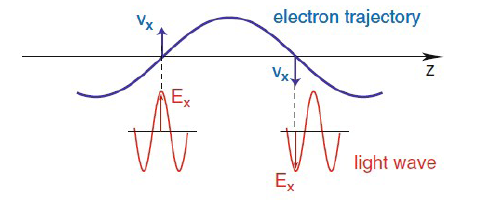 Vx
electron trajectory
Vx
z
Ex
Ex
light wave